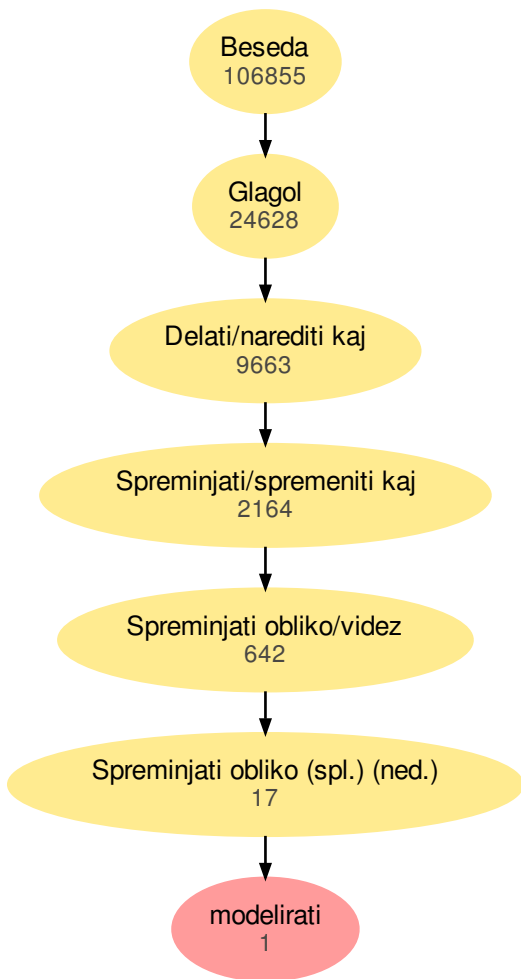 Beseda
106855
Glagol
24628
Delati/narediti kaj
9663
Spreminjati/spremeniti kaj
2164
Spreminjati obliko/videz
642
Spreminjati obliko (spl.) (ned.)
17
modelirati
1